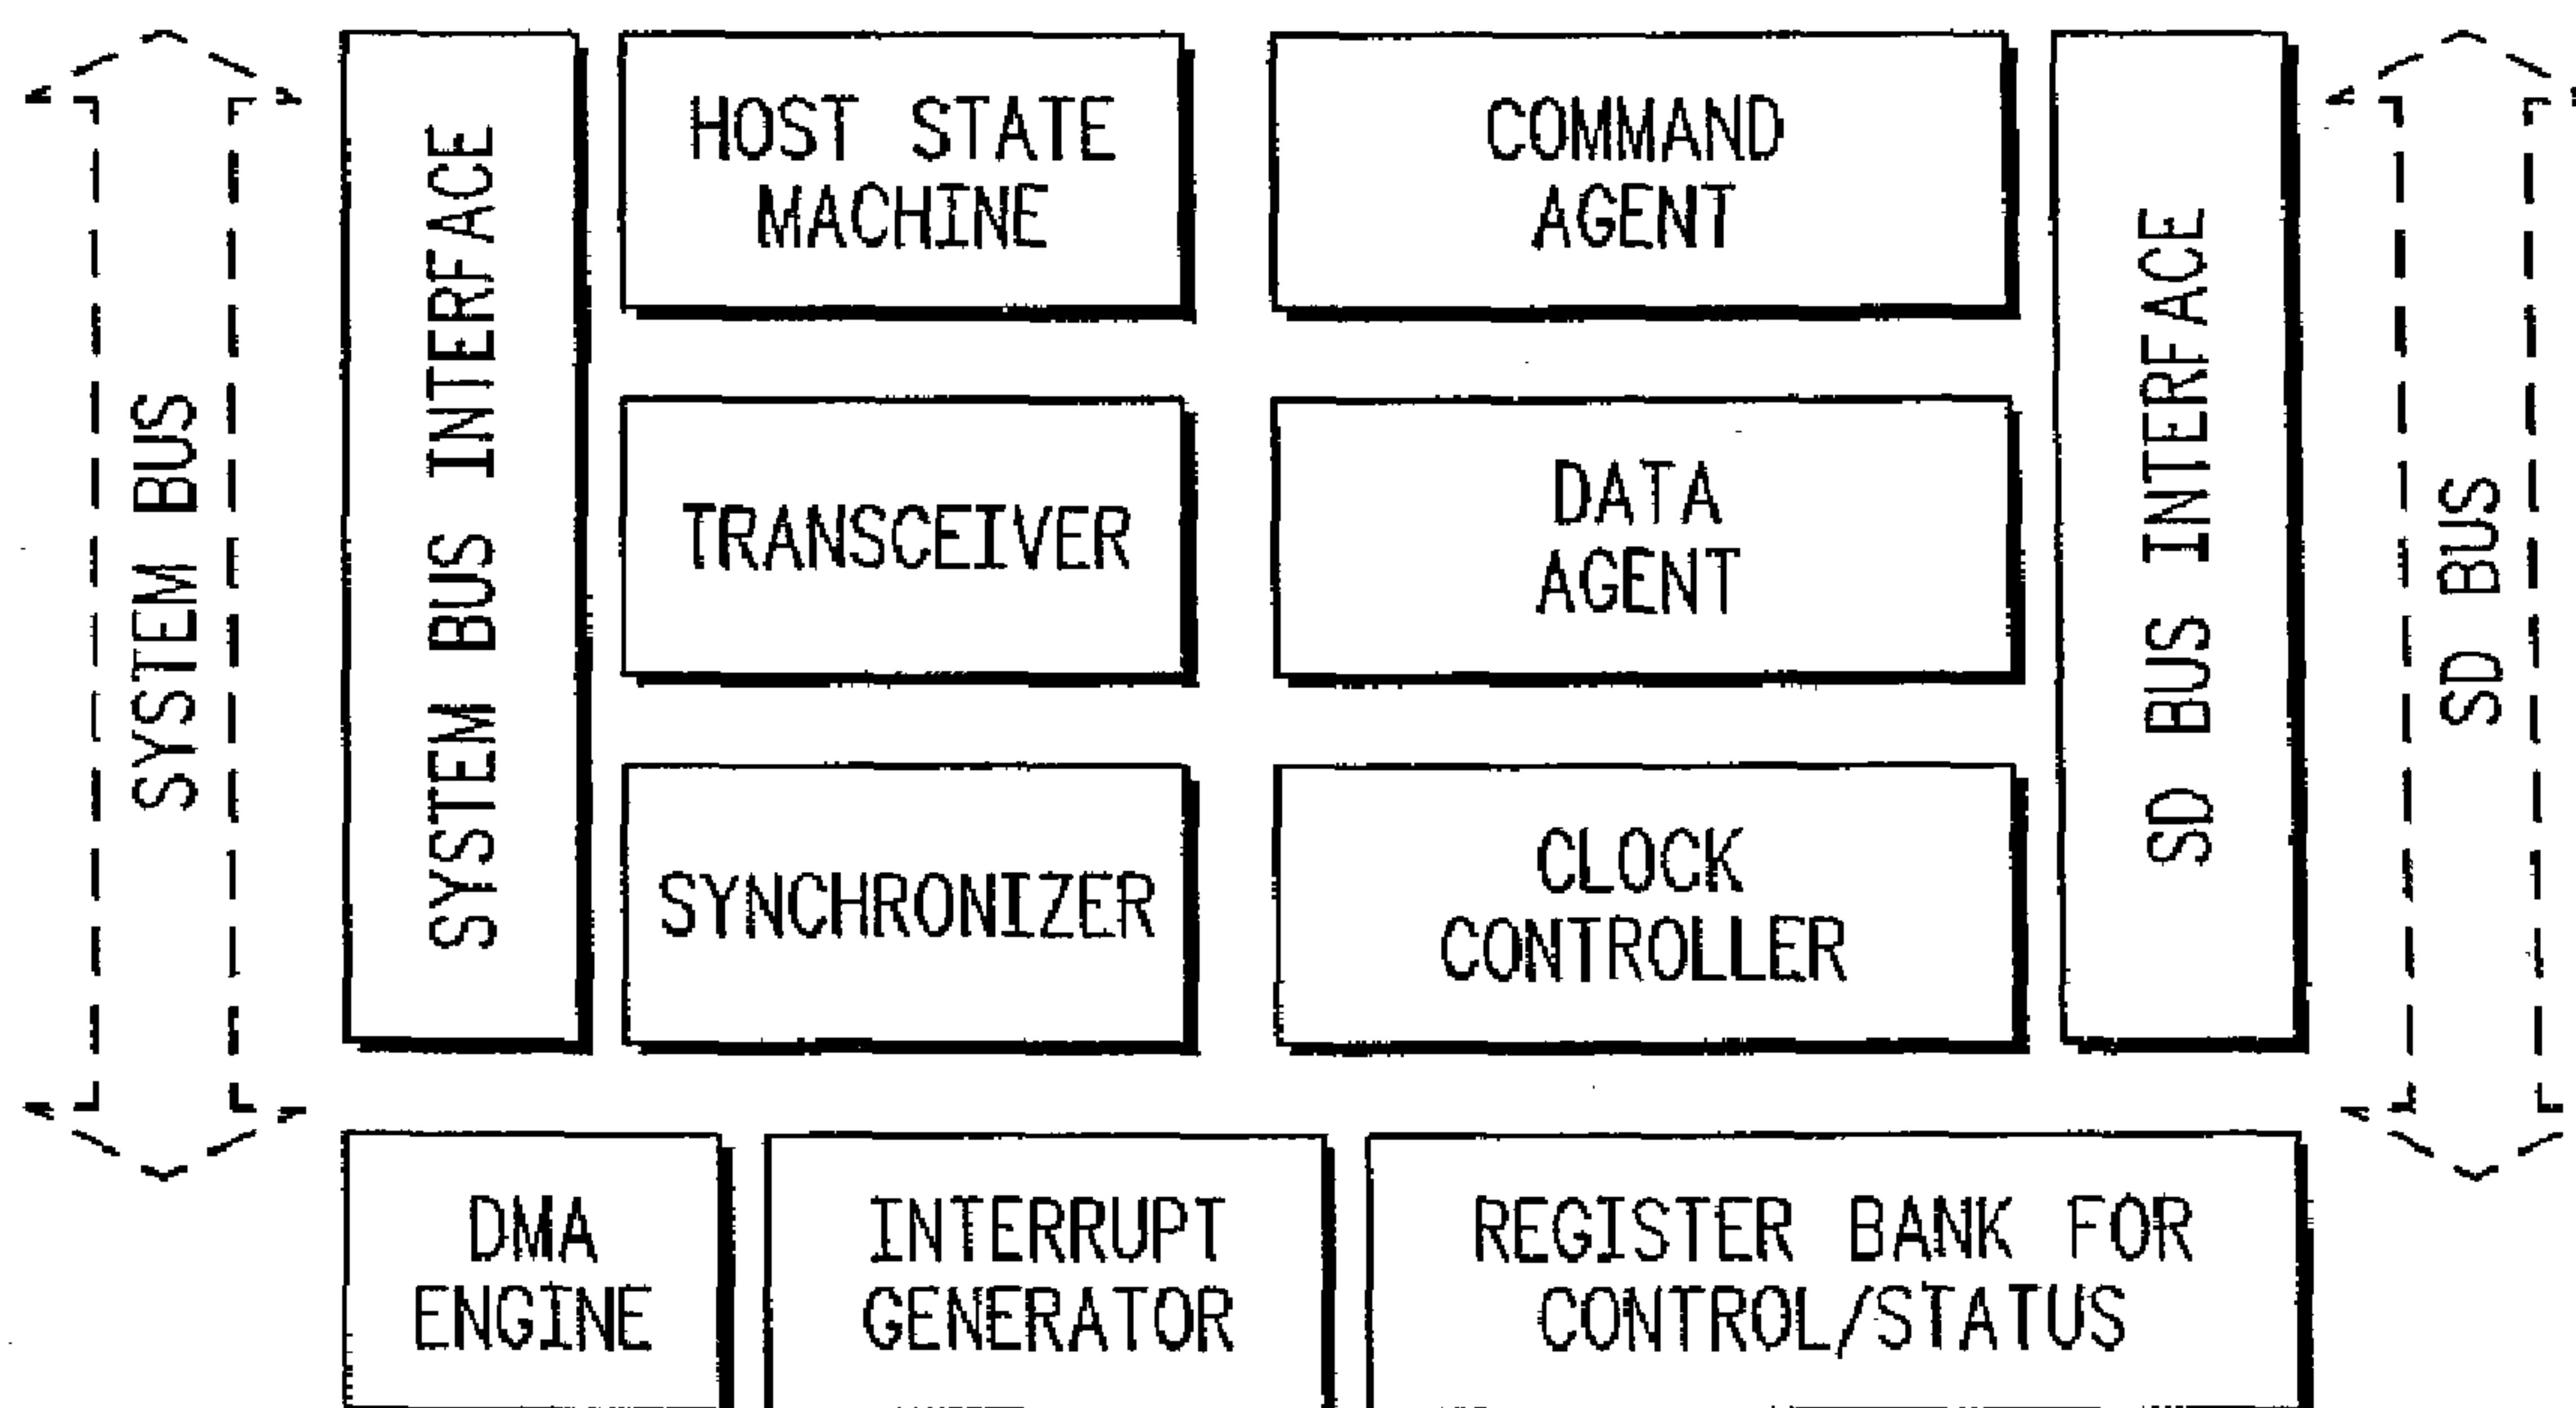 SYSTEM BUS
SYSTEM BUS INTERFACE
HOST STATE
MACHINE
COMMAND
AGENT
TRANSCEIVER
DATA
AGENT
SYNCHRONIZER
CLOCK
CONTROLLER
SD BUS INTERFACE
SD BUS
DMA
ENGINE
INTERRUPT
GENERATOR
REGISTER BANK FOR
CONTROL/STATUS